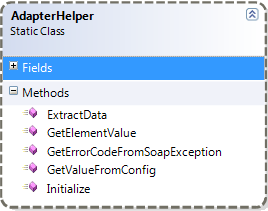 AdapterHelper
Static Class
Fields
Methods
ExtractData
GetElementValue
GetErrorCodeFromSoapException
GetValueFromConfig
Initialize